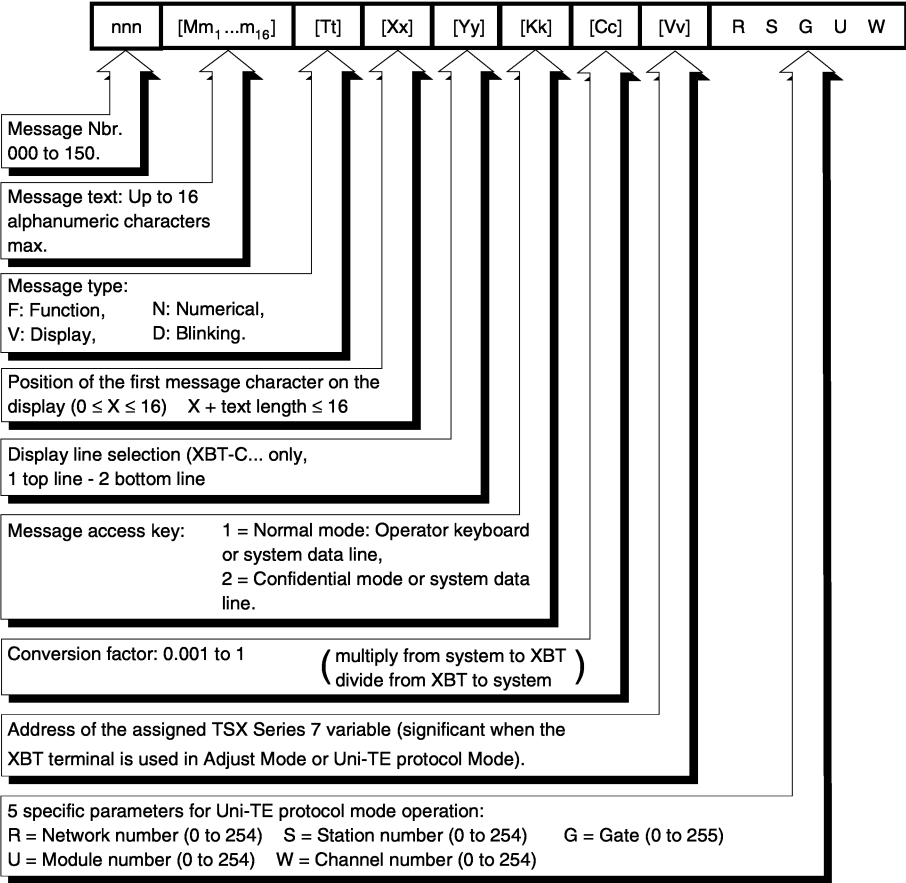 nnn [Mm1 ...m16] [Tt] [Xx] [Yy] [Kk] [Cc] [Vv] R S G U W
Message Nbr.
000 to 150.
Message text: Up to 16
alphanumeric characters
max.
Message type:
F: Function, N: Numerical,
V: Display, D: Blinking.
Position of the first message character on the
display (0 ≤ X ≤ 16) X + text length ≤ 16
Display line selection (XBT-C... only,
1 top line - 2 bottom line
Message access key: 1 = Normal mode: Operator keyboard
or system data line,
2 = Confidential mode or system data
line.
Conversion factor: 0.001 to 1 (multiply from system to XBT
divide from XBT to system)
Address of the assigned TSX Series 7 variable (significant when the
XBT terminal is used in Adjust Mode or Uni-TE protocol Mode).
5 specific parameters for Uni-TE protocol mode operation:
R = Network number (0 to 254) S = Station number (0 to 254) G = Gate (0 to 255)
U = Module number (0 to 254) W = Channel number (0 to 254)